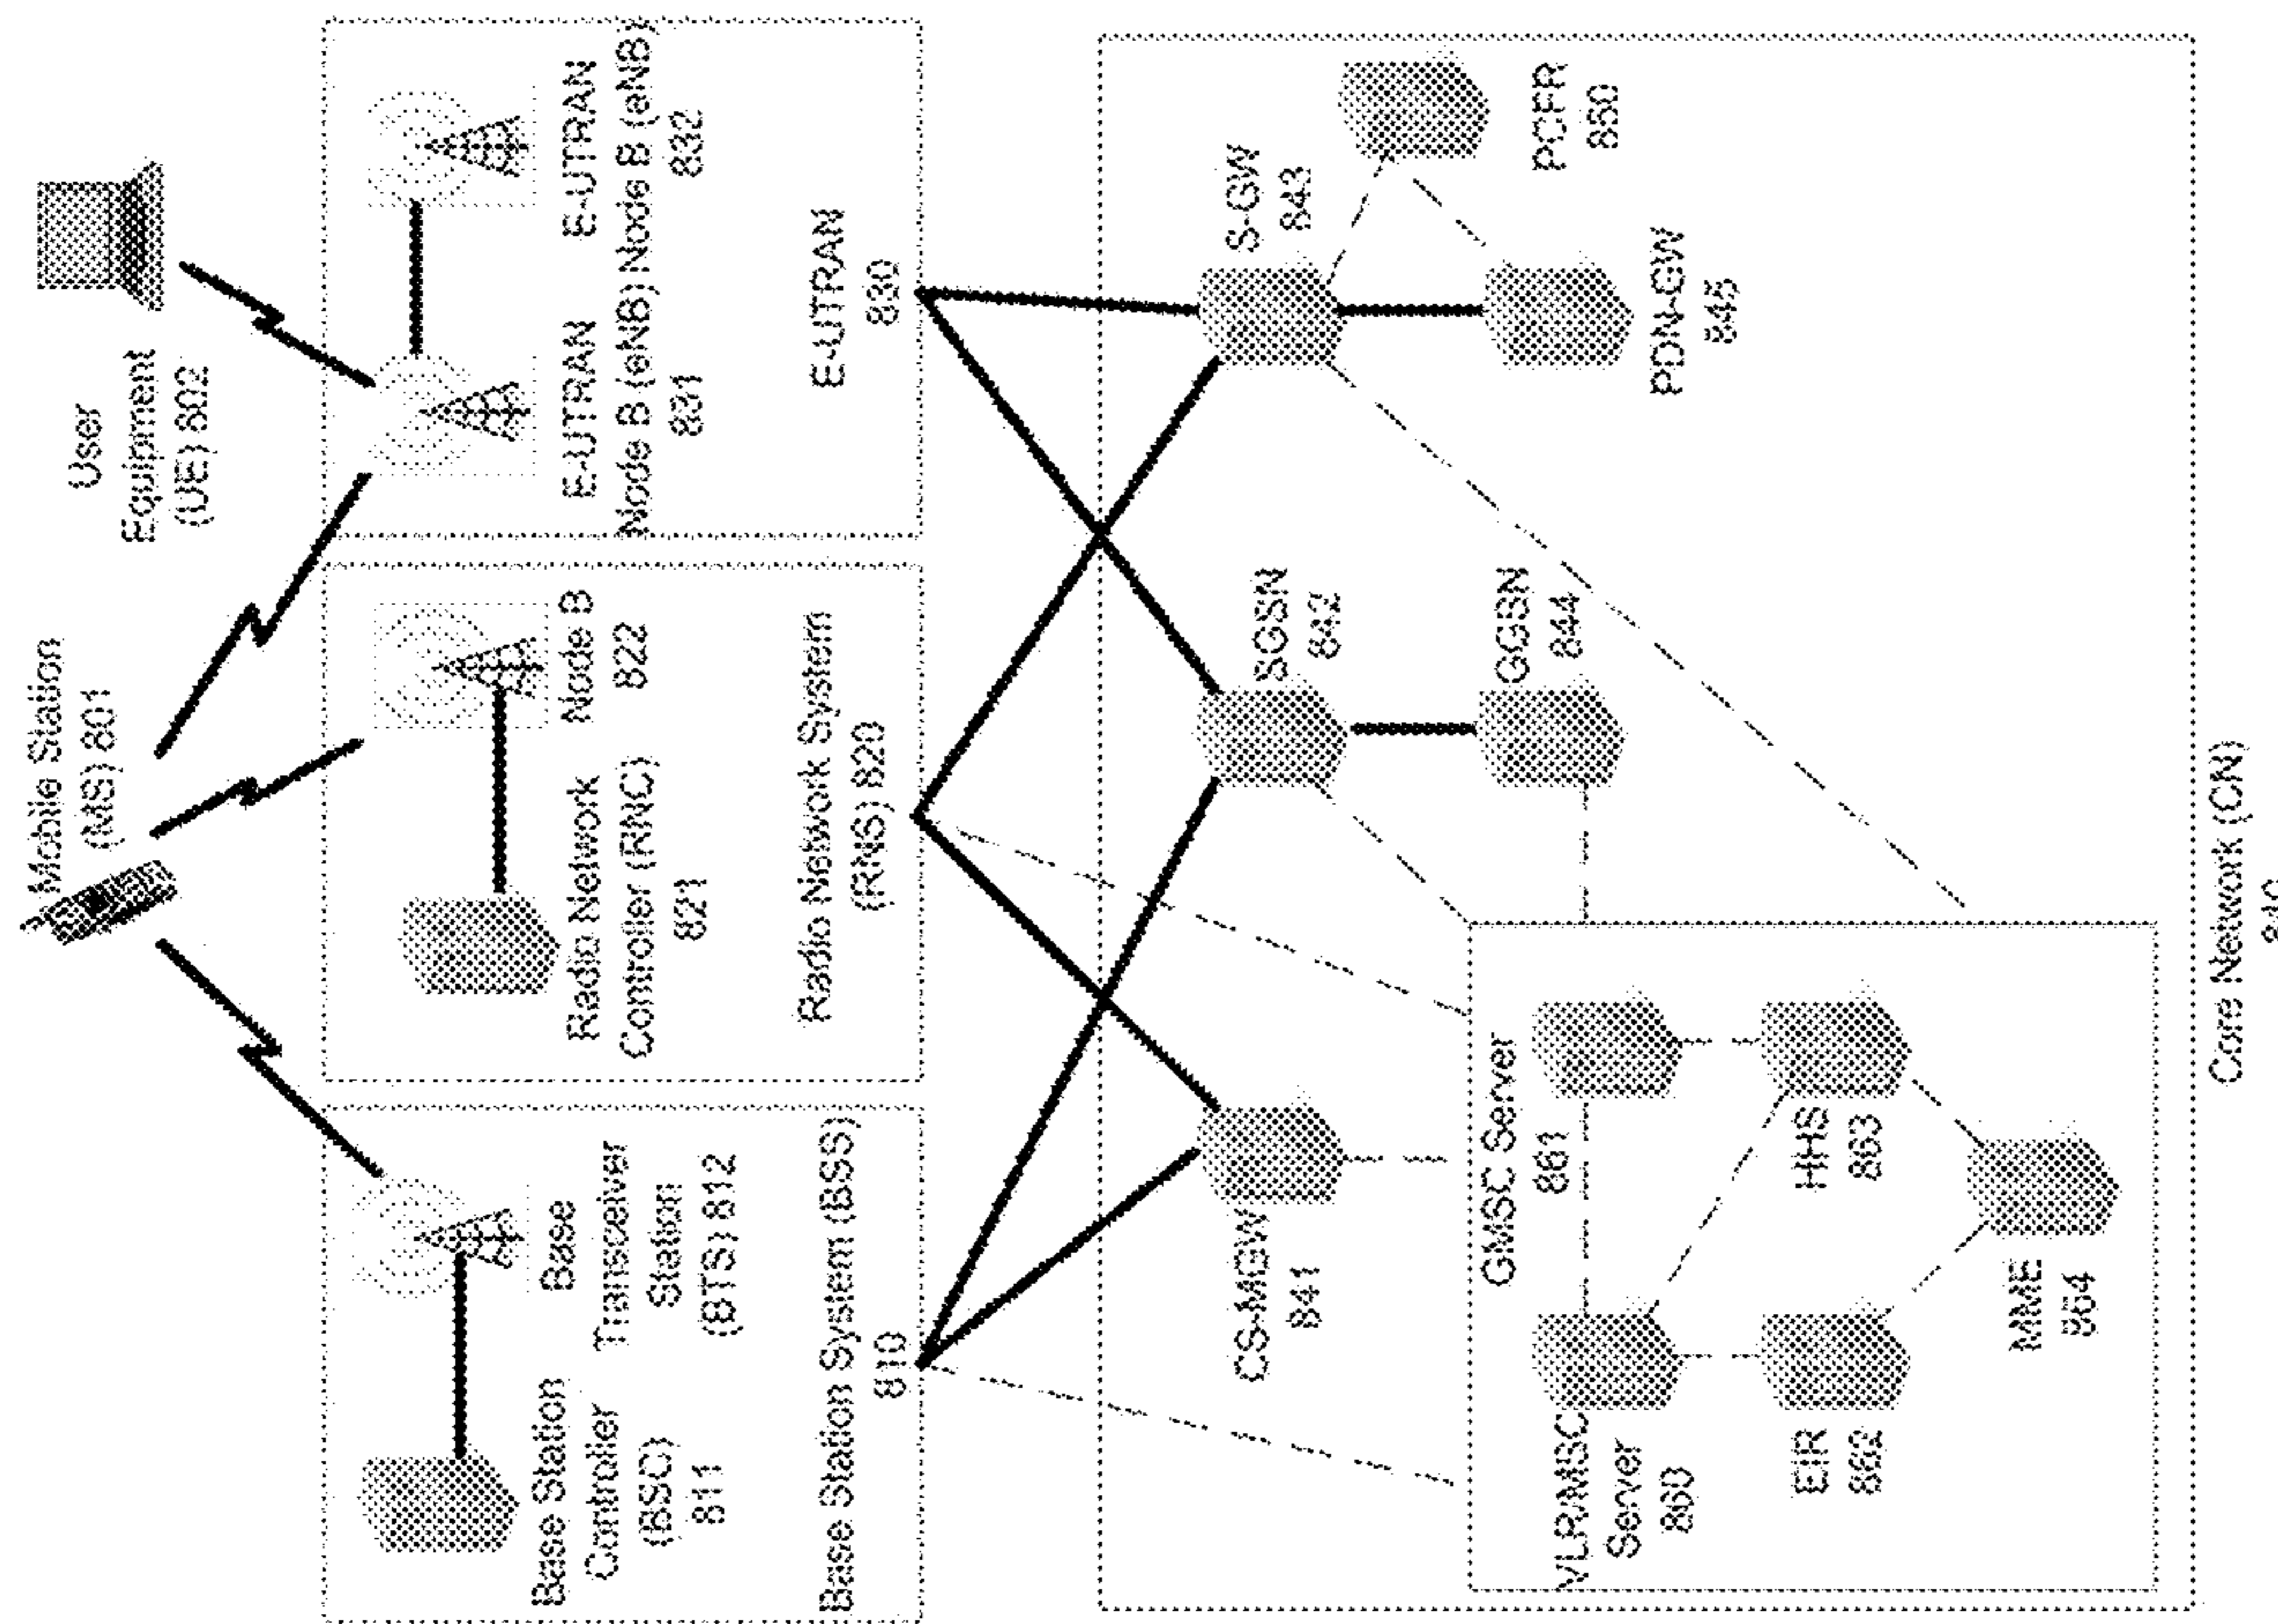 Mobile Station
(MS) 801
User
Equipment
(UE) 802
Base Station
Controller
(BSC)
811
Base
Transceiver
Station
(BTS) 812
Base Station System (BSS)
810
Radio Network
Controller (RNC)
821
Node B
822
Radio Network System
(RNS) 820
E-UTRAN
Node B (eNB)
831
E-UTRAN
Node B (eNB)
832
E-UTRAN
830
CS-MGW
841
SGSN
842
S-GW
843
GGSN
844
PDN-GW
845
PCFR
850
GMSC Server
861
VLR/MSC
Server
860
HHS
863
EIR
862
MME
864
Core Network (CN)